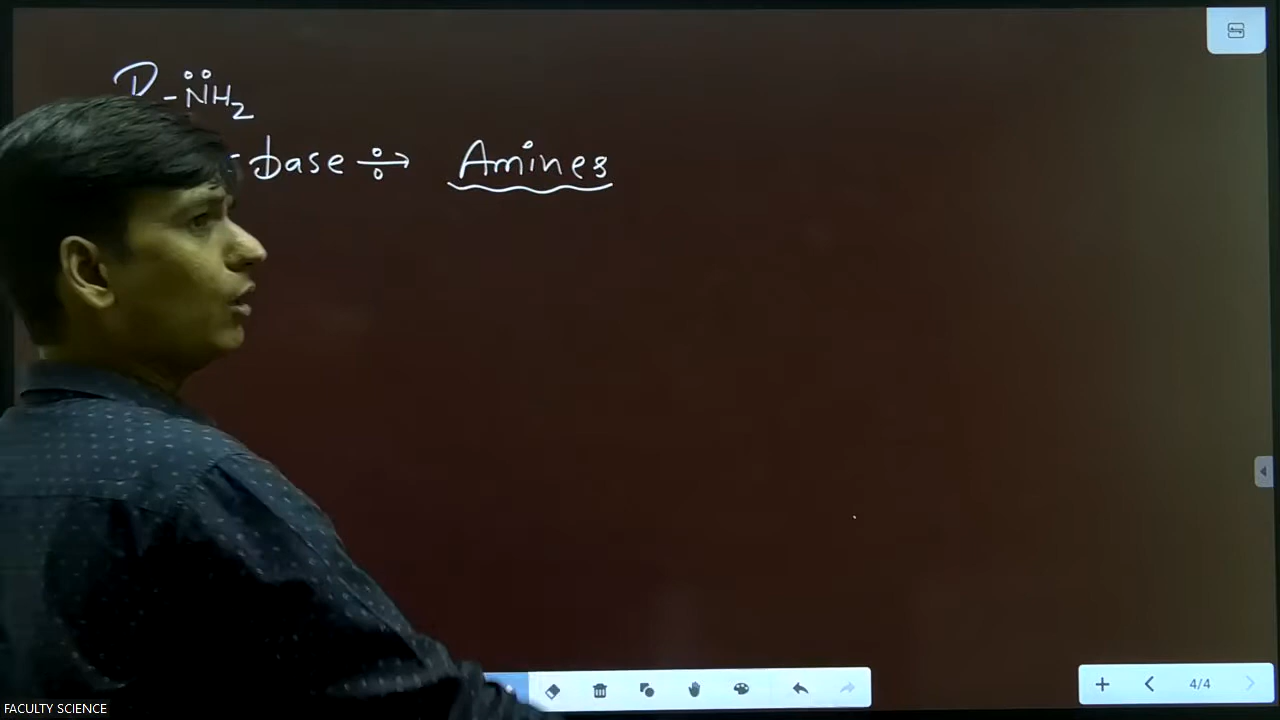 -N̈H₂
base ÷→ Amines
4/4
FACULTY SCIENCE